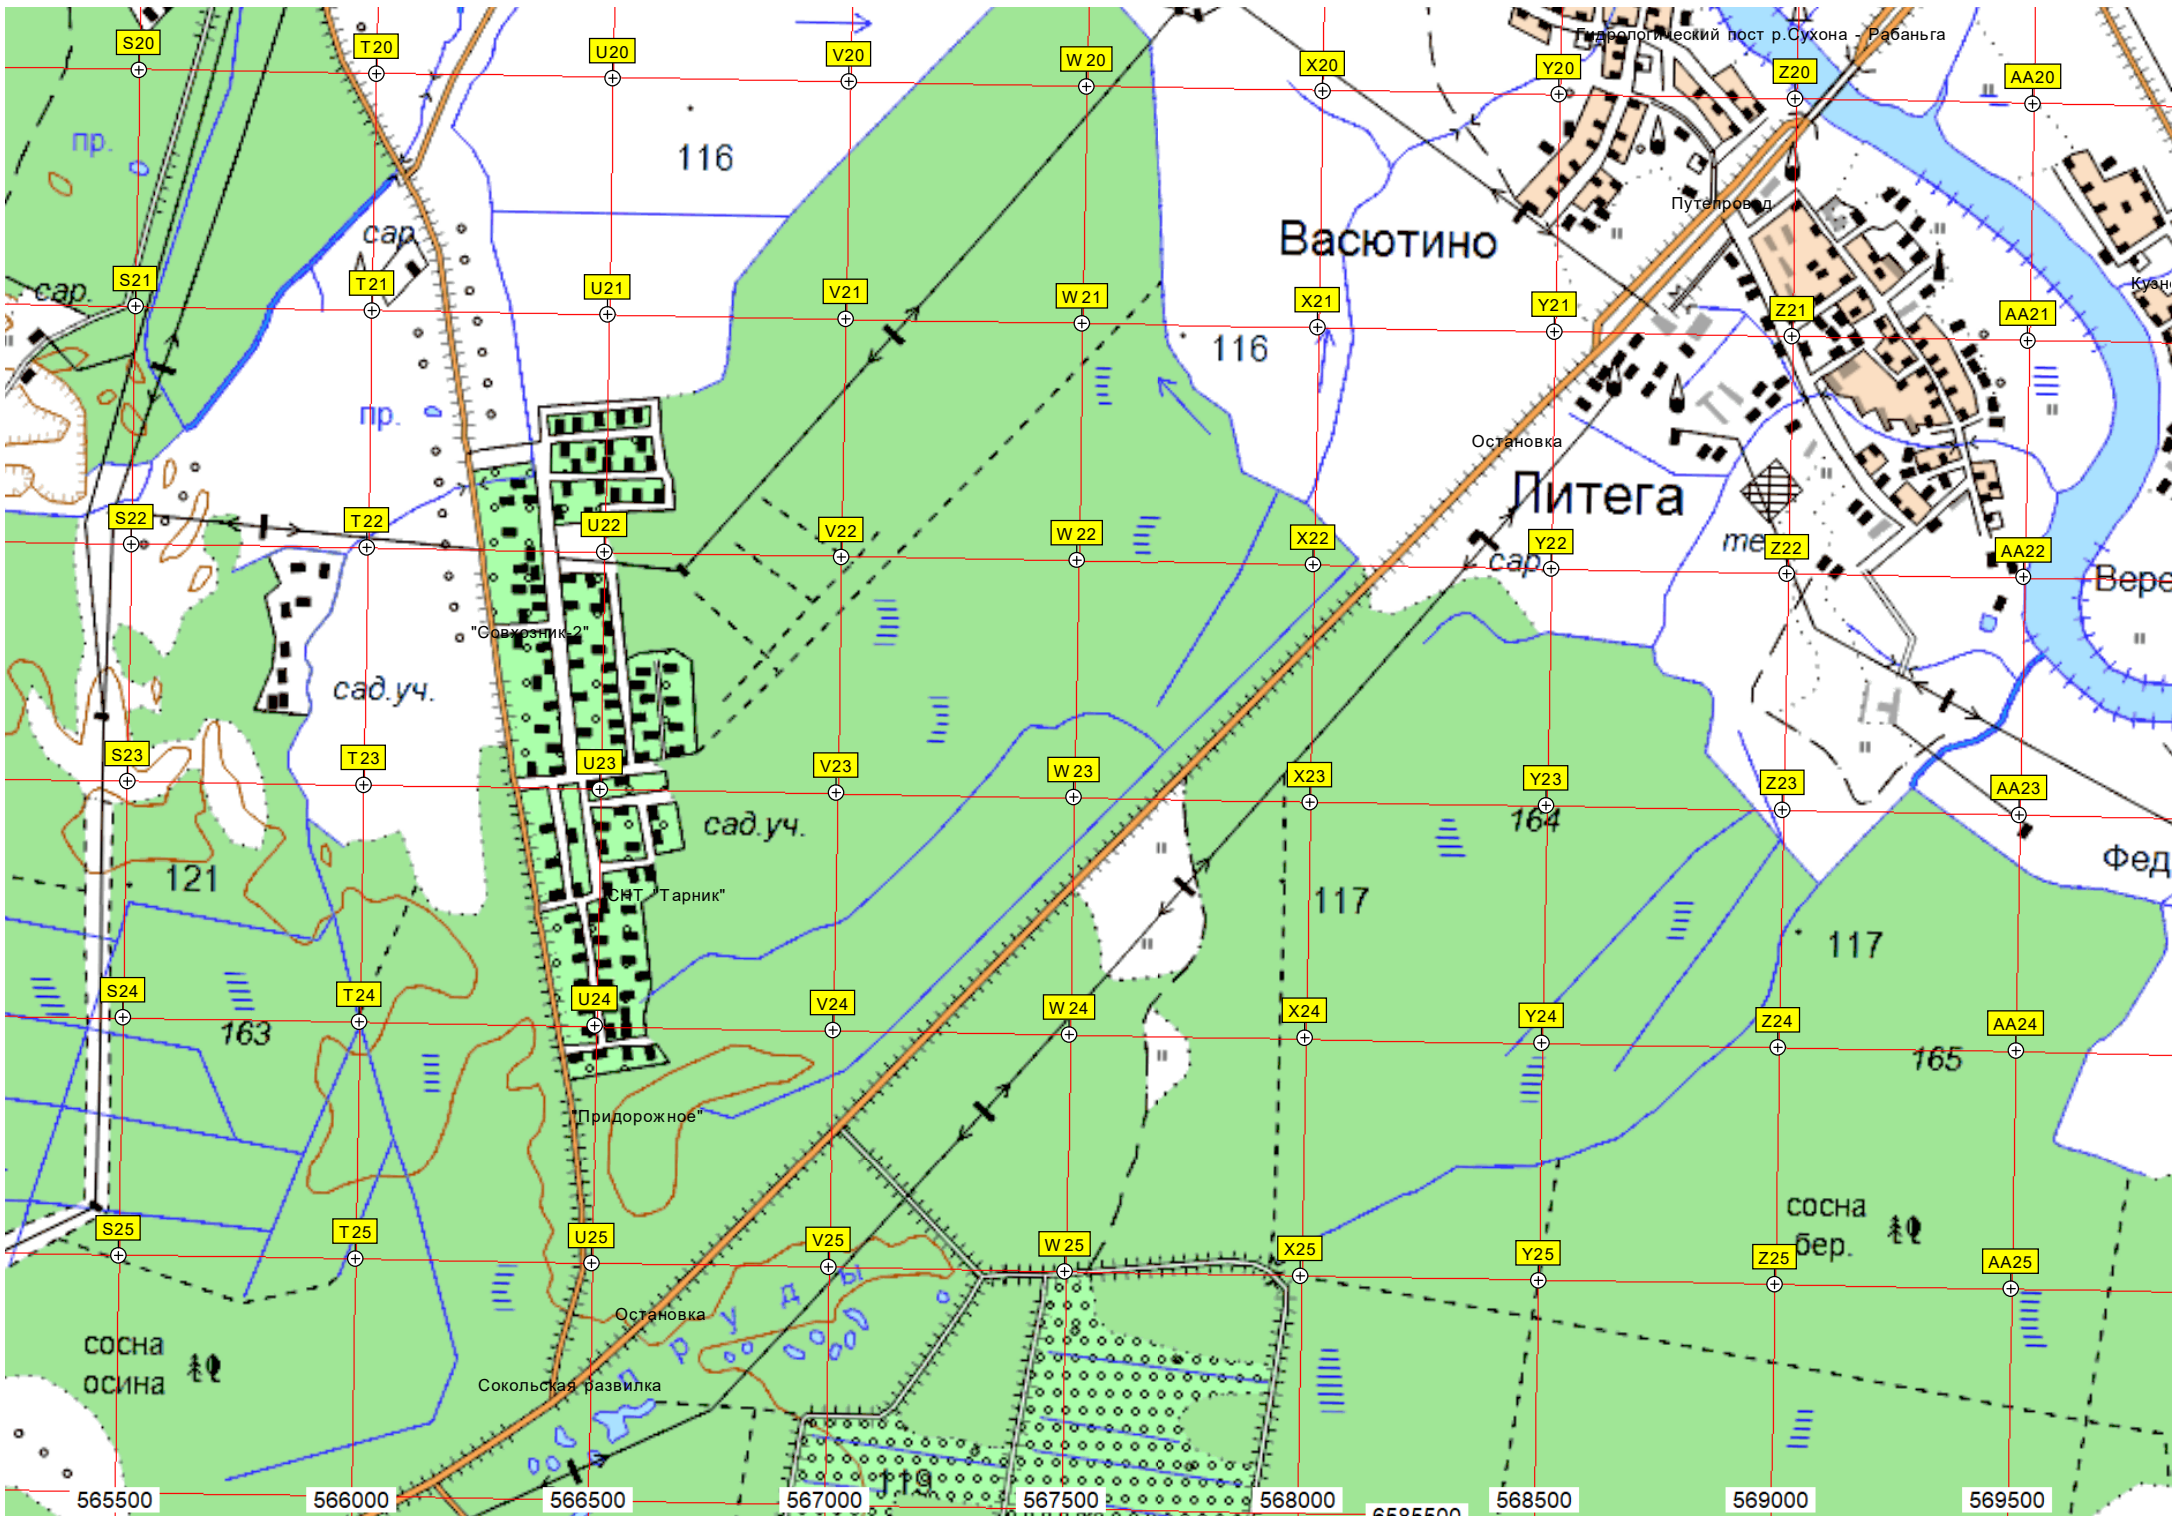 Гидрологический пост р.Сухона - Рабаньга
S20
T20
U20
V20
W20
X20
Y20
Z20
AA20
пр.
116
Путепровод
Васютино
сар.
S21
T21
U21
V21
W21
X21
Y21
Z21
AA21
сар.
116
пр.
Остановка
Литега
S22
T22
U22
V22
W22
X22
Y22
Z22
AA22
сар.
"Совхозник-2"
сад.уч.
S23
T23
U23
V23
W23
X23
Y23
Z23
AA23
сад.уч.
164
121
СНТ "Тарник"
117
117
S24
T24
U24
V24
W24
X24
Y24
Z24
AA24
163
165
"Придорожное"
сосна
бер.
S25
T25
U25
V25
W25
X25
Y25
Z25
AA25
Остановка
пруды
сосна
осина
Сокольская развилка
119
565500
566000
566500
567000
567500
568000
568500
569000
569500
6585500